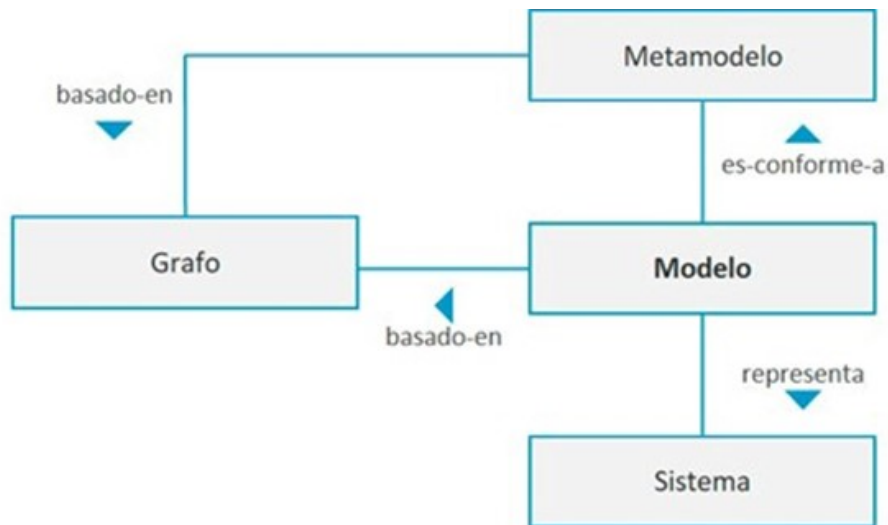 Metamodelo
basado-en
es-conforme-a
Grafo
Modelo
basado-en
representa
Sistema